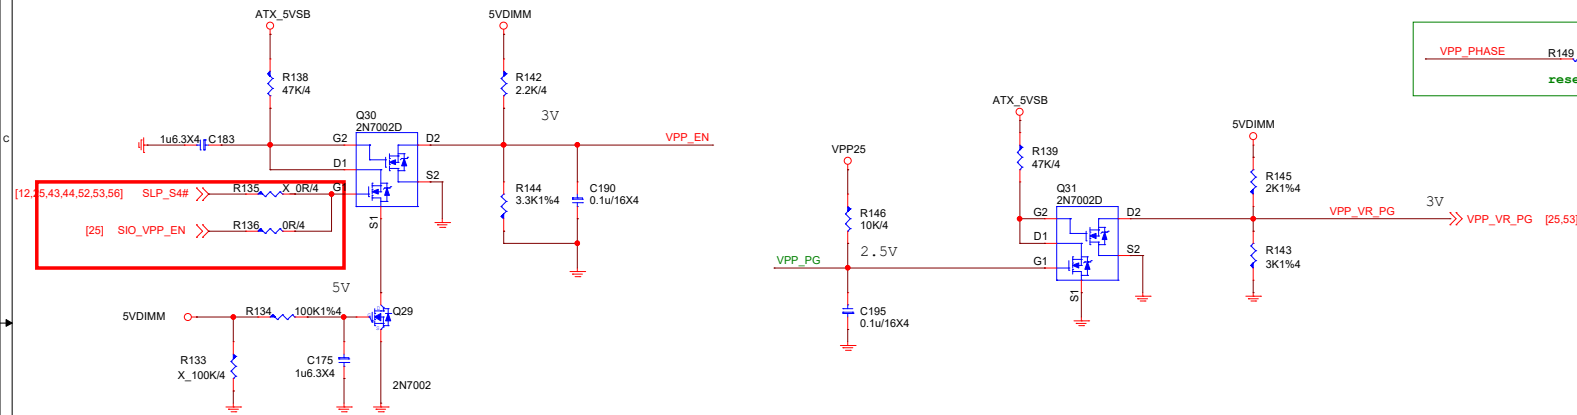 ATX_5VSB
5VDIMM
R138
47K/4
R142
2.2K/4
3V
Q30
2N7002D
C
1u6.3X4
C183
G2
D2
VPP_EN
D1
S2
[12,25,43,44,52,53,56]
SLP_S4#
R135
X_0R/4
G1
R144
3.3K1%4
C190
0.1u/16X4
[25]
SIO_VPP_EN
R136
0R/4
S1
5V
5VDIMM
R134
100K1%4
Q29
R133
X_100K/4
C175
1u6.3X4
2N7002
VPP_PHASE
R149
rese
ATX_5VSB
5VDIMM
VPP25
R139
47K/4
R145
2K1%4
Q31
2N7002D
3V
R146
10K/4
G2
D2
VPP_VR_PG
VPP_VR_PG
[25,53]
D1
S2
2.5V
R143
3K1%4
VPP_PG
G1
S1
C195
0.1u/16X4